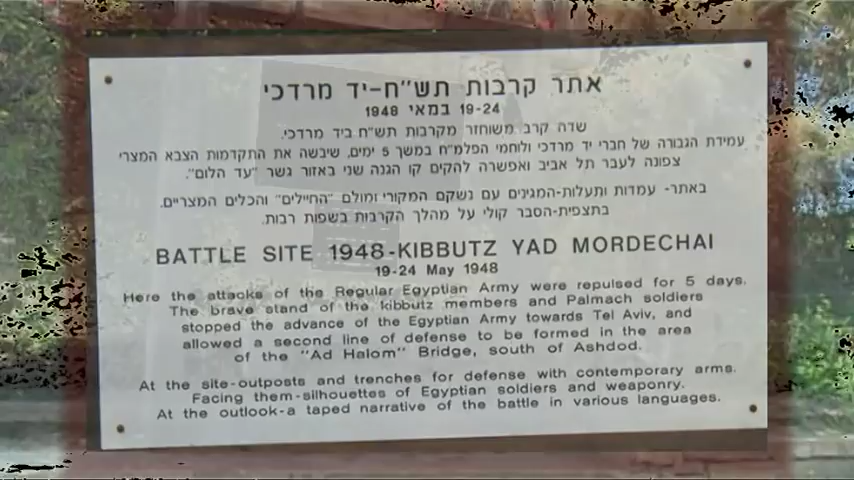 אתר קרבות תש"ח-יד מרדכי
19-24 במאי 1948
שדה קרב משוחזר מקרבות תש"ח ביד מרדכי.
עמידת הגבורה של חברי יד מרדכי ולוחמי הפלמ"ח במשך 5 ימים, שיבשה את התקדמות הצבא המצרי
צפונה לעבר תל אביב ואפשרה להקים קו הגנה שני באזור גשר "עד הלום".
באתר- עמדות ותעלות-המגינים עם נשקם המקורי ומולם "החיילים" והכלים המצריים.
בתצפית-הסבר קולי על מהלך הקרבות בשפות רבות.
BATTLE SITE 1948-KIBBUTZ YAD MORDECHAI
19-24 May 1948
Here the attacks of the Regular Egyptian Army were repulsed for 5 days.
The brave stand of the kibbutz members and Palmach soldiers
stopped the advance of the Egyptian Army towards Tel Aviv, and
allowed a second line of defense to be formed in the area
of the "Ad Halom" Bridge, south of Ashdod.
At the site-outposts and trenches for defense with contemporary arms.
Facing them-silhouettes of Egyptian soldiers and weaponry.
At the outlook-a taped narrative of the battle in various languages.